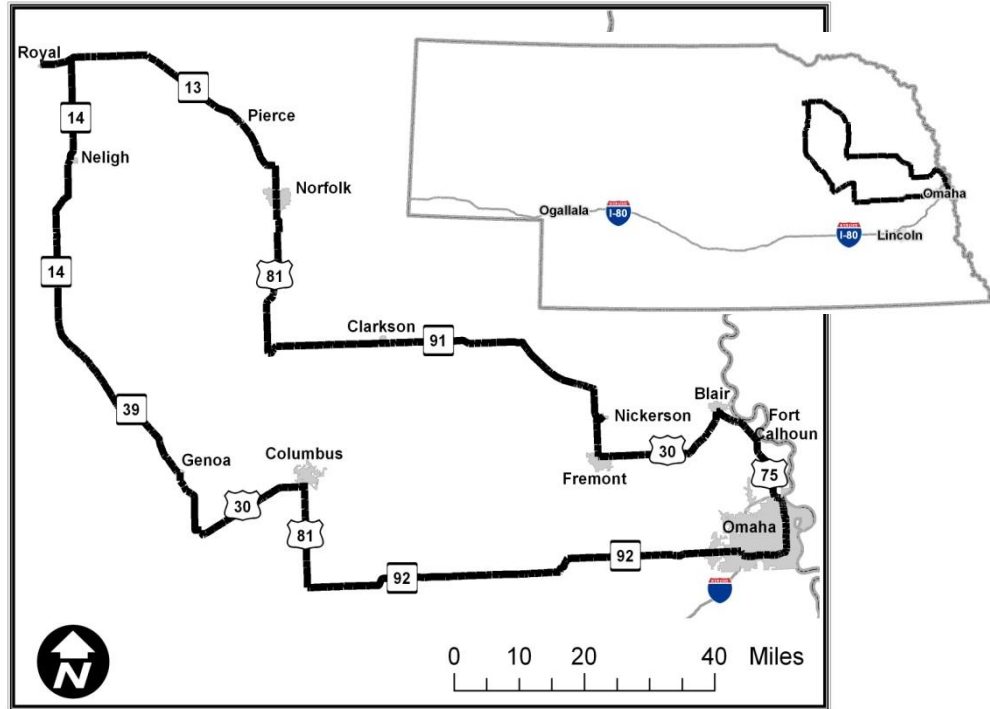 Royal
13
14
Pierce
Neligh
Norfolk
14
81
Clarkson
91
39
Nickerson
Blair
Fort
Calhoun
Genoa
Columbus
Fremont
30
75
30
81
Omaha
92
92
N
0 10 20 40 Miles
Ogallala
I-80
I-80
Lincoln
Omaha